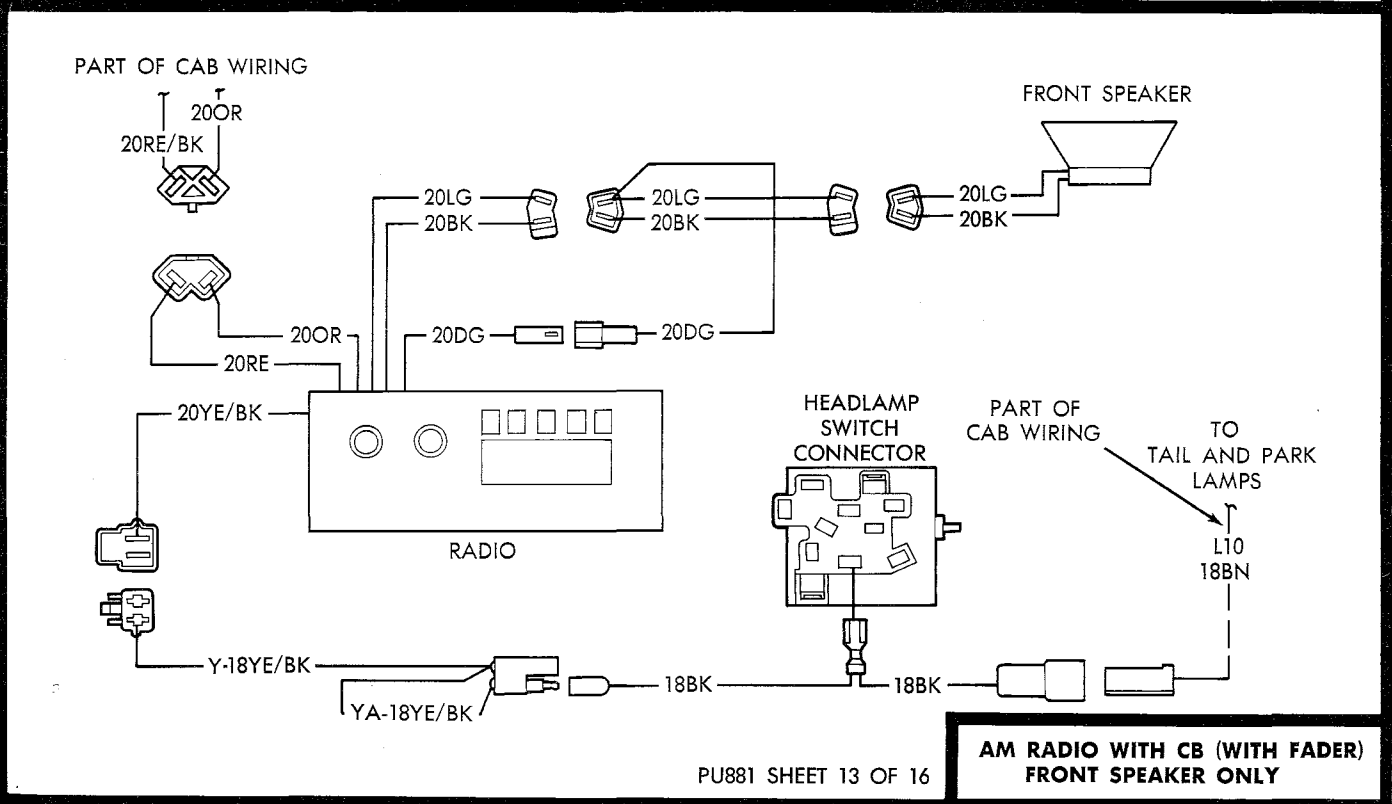 PART OF CAB WIRING
20OR
20RE/BK
FRONT SPEAKER
20LG
20LG
20LG
20BK
20BK
20BK
20OR
20DG
20DG
20RE
20YE/BK
RADIO
HEADLAMP
SWITCH
CONNECTOR
PART OF
CAB WIRING
TO
TAIL AND PARK
LAMPS
L10
18BN
Y-18YE/BK
18BK
18BK
YA-18YE/BK
PU881 SHEET 13 OF 16
AM RADIO WITH CB (WITH FADER)
FRONT SPEAKER ONLY